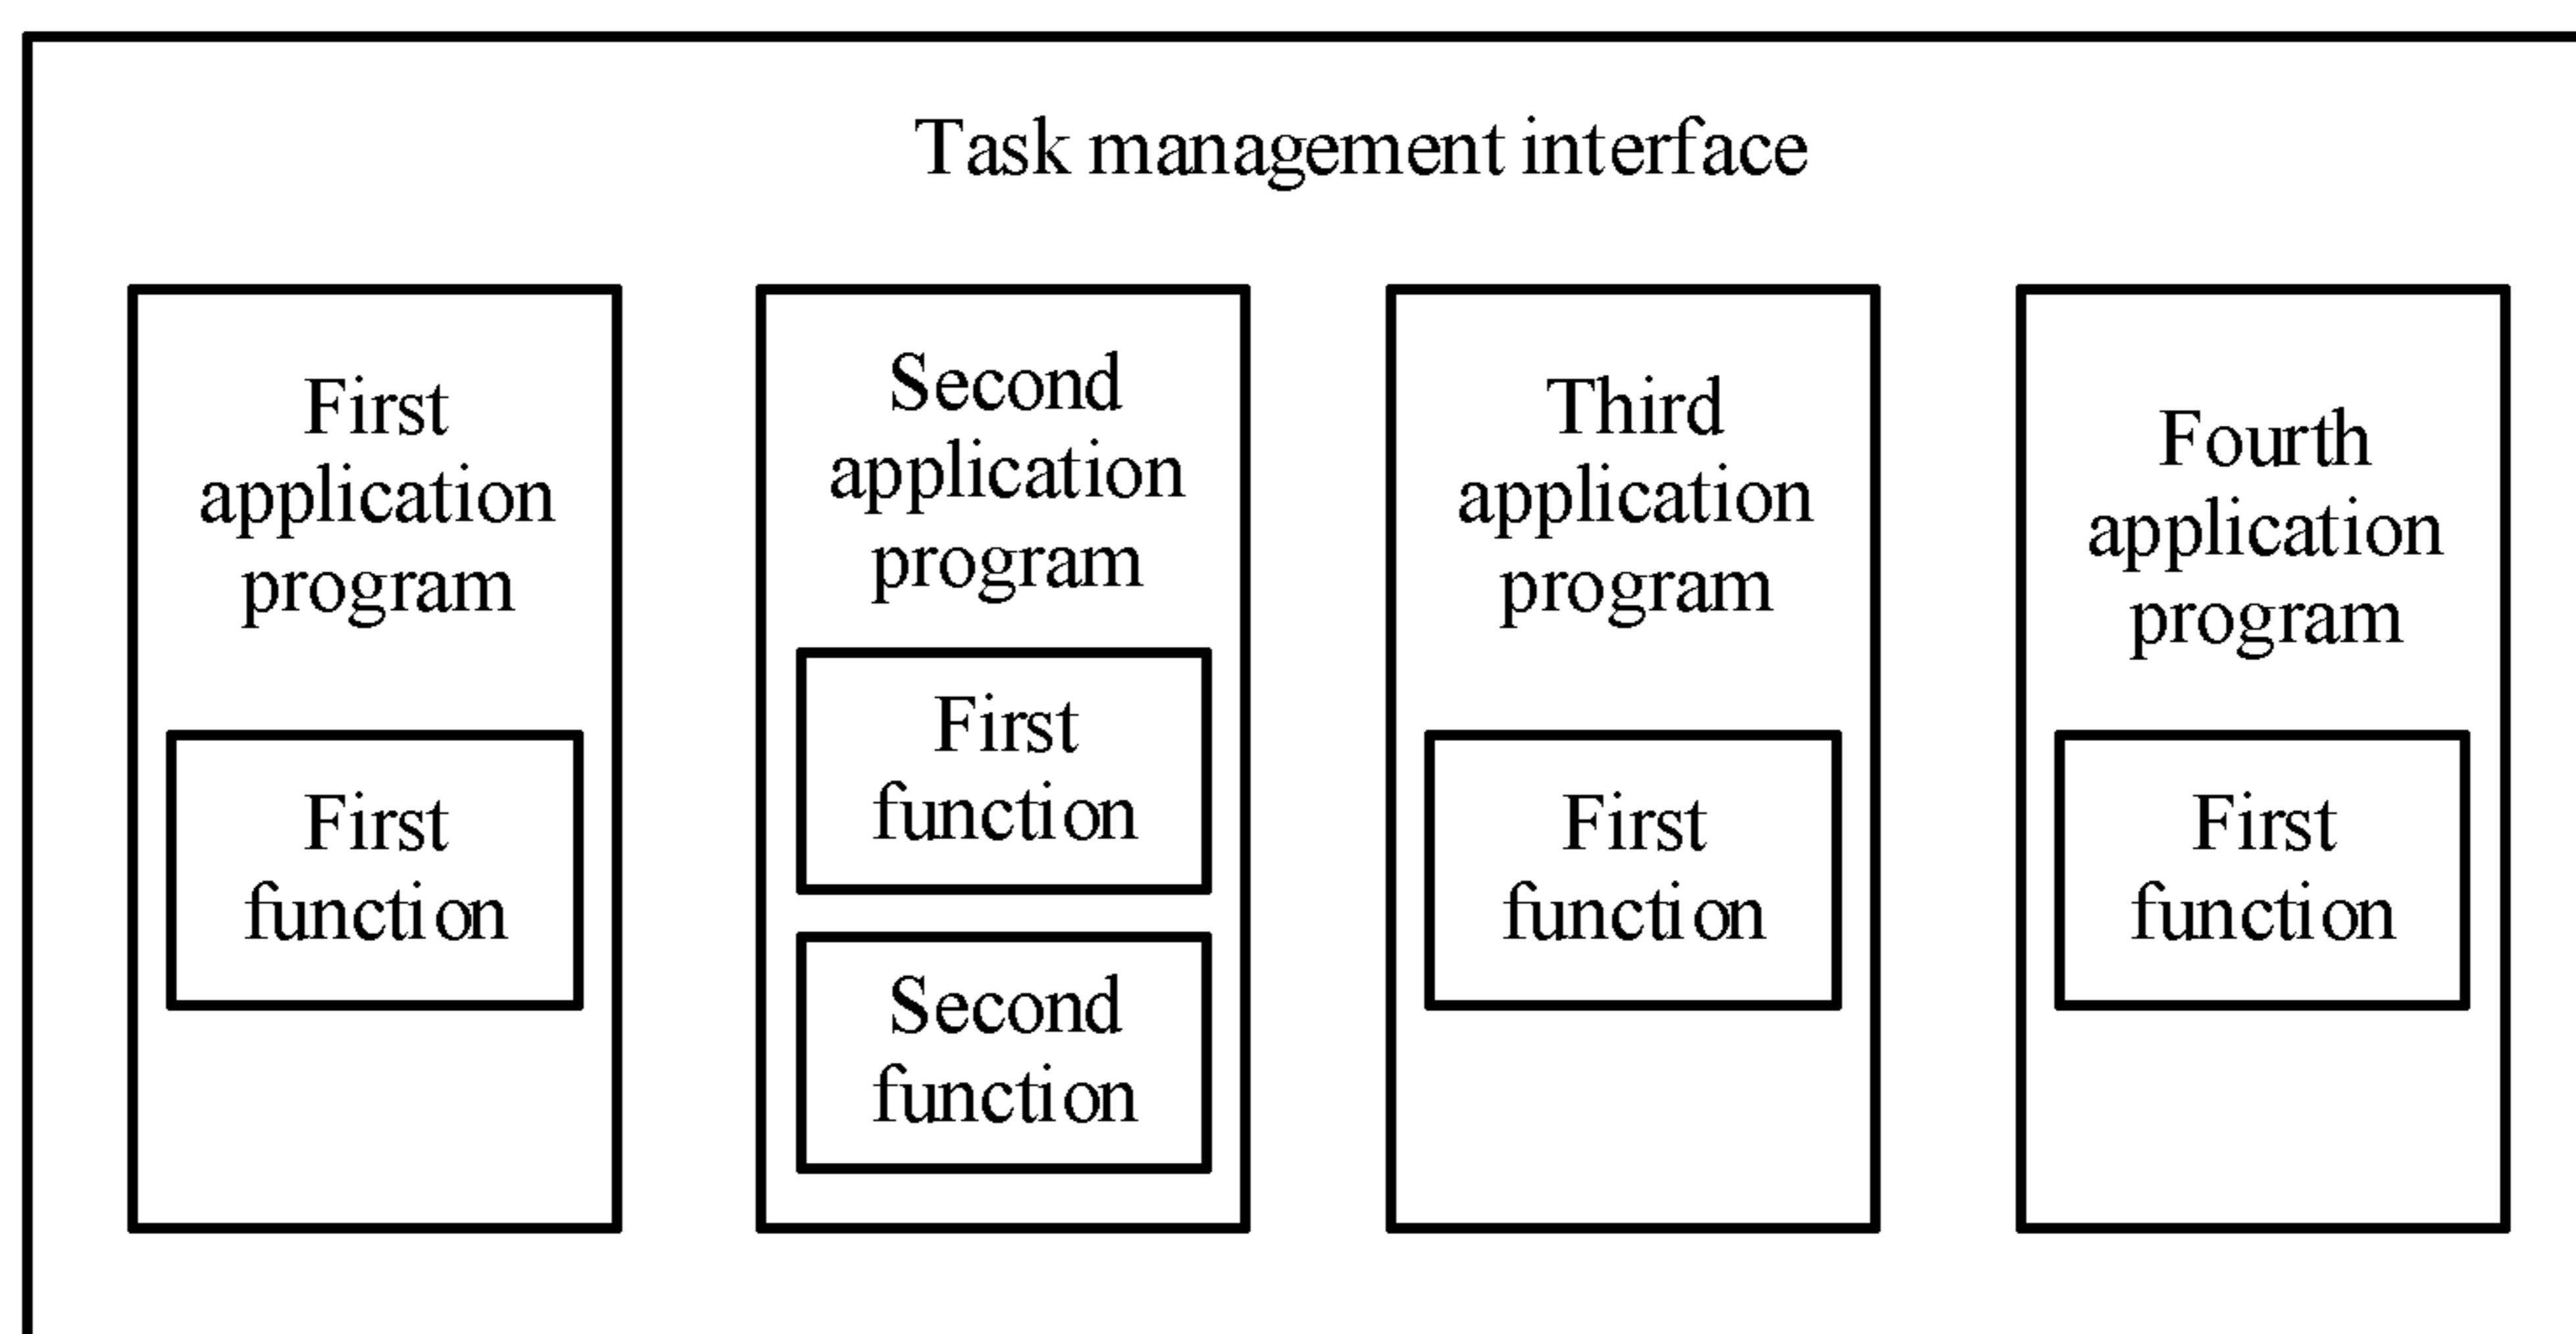 Task management interface
First
application
program
First
function
Second
application
program
First
function
Second
function
Third
application
program
First
function
Fourth
application
program
First
function